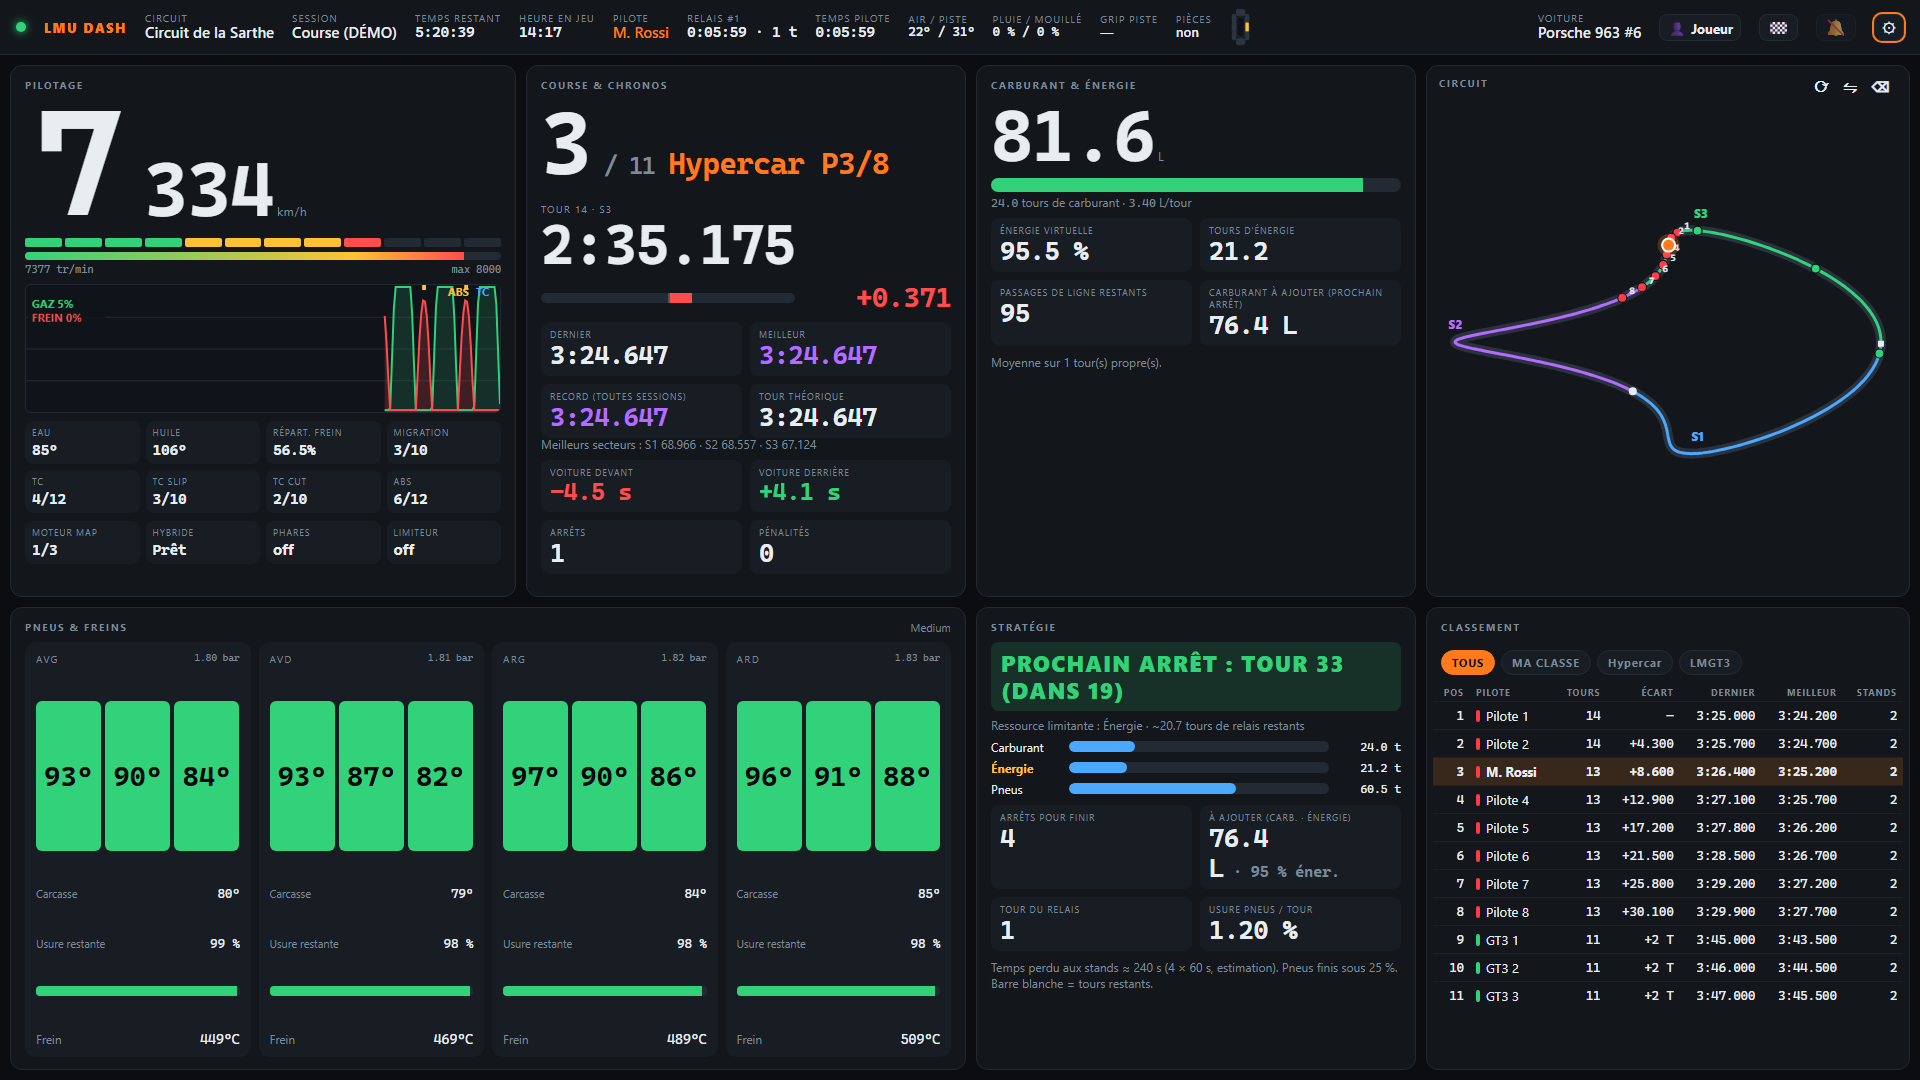 LMU DASH
CIRCUIT
Circuit de la Sarthe
SESSION
Course (DÉMO)
TEMPS RESTANT
5:20:39
HEURE EN JEU
14:17
PILOTE
M. Rossi
RELAIS #1
0:05:59 · 1 t
TEMPS PILOTE
0:05:59
AIR / PISTE
22° / 31°
PLUIE / MOUILLÉ
0 % / 0 %
GRIP PISTE
—
PIÈCES
non
VOITURE
Porsche 963 #6
Joueur
PILOTAGE
7 334 km/h
7377 tr/min
max 8000
GAZ 5%
FREIN 0%
ABS TC
EAU
85°
HUILE
106°
RÉPART. FREIN
56.5%
MIGRATION
3/10
TC
4/12
TC SLIP
3/10
TC CUT
2/10
ABS
6/12
MOTEUR MAP
1/3
HYBRIDE
Prêt
PHARES
off
LIMITEUR
off
COURSE & CHRONOS
3 / 11 Hypercar P3/8
TOUR 14 · S3
2:35.175
+0.371
DERNIER
3:24.647
MEILLEUR
3:24.647
RECORD (TOUTES SESSIONS)
3:24.647
TOUR THÉORIQUE
3:24.647
Meilleurs secteurs : S1 68.966 · S2 68.557 · S3 67.124
VOITURE DEVANT
−4.5 s
VOITURE DERRIÈRE
+4.1 s
ARRÊTS
1
PÉNALITÉS
0
CARBURANT & ÉNERGIE
81.6 L
24.0 tours de carburant · 3.40 L/tour
ÉNERGIE VIRTUELLE
95.5 %
TOURS D'ÉNERGIE
21.2
PASSAGES DE LIGNE RESTANTS
95
CARBURANT À AJOUTER (PROCHAIN
ARRÊT)
76.4 L
Moyenne sur 1 tour(s) propre(s).
CIRCUIT
S3
1
2
4
5
6
7
8
S2
S1
PNEUS & FREINS
Medium
AVG
1.80 bar
93° 90° 84°
Carcasse 80°
Usure restante 99 %
Frein 449°C
AVD
1.81 bar
93° 87° 82°
Carcasse 79°
Usure restante 98 %
Frein 469°C
ARG
1.82 bar
97° 90° 86°
Carcasse 84°
Usure restante 98 %
Frein 489°C
ARD
1.83 bar
96° 91° 88°
Carcasse 85°
Usure restante 98 %
Frein 509°C
STRATÉGIE
PROCHAIN ARRÊT : TOUR 33
(DANS 19)
Ressource limitante : Énergie · ~20.7 tours de relais restants
Carburant 24.0 t
Énergie 21.2 t
Pneus 60.5 t
ARRÊTS POUR FINIR
4
À AJOUTER (CARB. · ÉNERGIE)
76.4
L · 95 % éner.
TOUR DU RELAIS
1
USURE PNEUS / TOUR
1.20 %
Temps perdu aux stands ≈ 240 s (4 × 60 s, estimation). Pneus finis sous 25 %.
Barre blanche = tours restants.
CLASSEMENT
TOUS MA CLASSE Hypercar LMGT3
POS PILOTE TOURS ÉCART DERNIER MEILLEUR STANDS
1 Pilote 1 14 — 3:25.000 3:24.200 2
2 Pilote 2 14 +4.300 3:25.700 3:24.700 2
3 M. Rossi 13 +8.600 3:26.400 3:25.200 2
4 Pilote 4 13 +12.900 3:27.100 3:25.700 2
5 Pilote 5 13 +17.200 3:27.800 3:26.200 2
6 Pilote 6 13 +21.500 3:28.500 3:26.700 2
7 Pilote 7 13 +25.800 3:29.200 3:27.200 2
8 Pilote 8 13 +30.100 3:29.900 3:27.700 2
9 GT3 1 11 +2 T 3:45.000 3:43.500 2
10 GT3 2 11 +2 T 3:46.000 3:44.500 2
11 GT3 3 11 +2 T 3:47.000 3:45.500 2